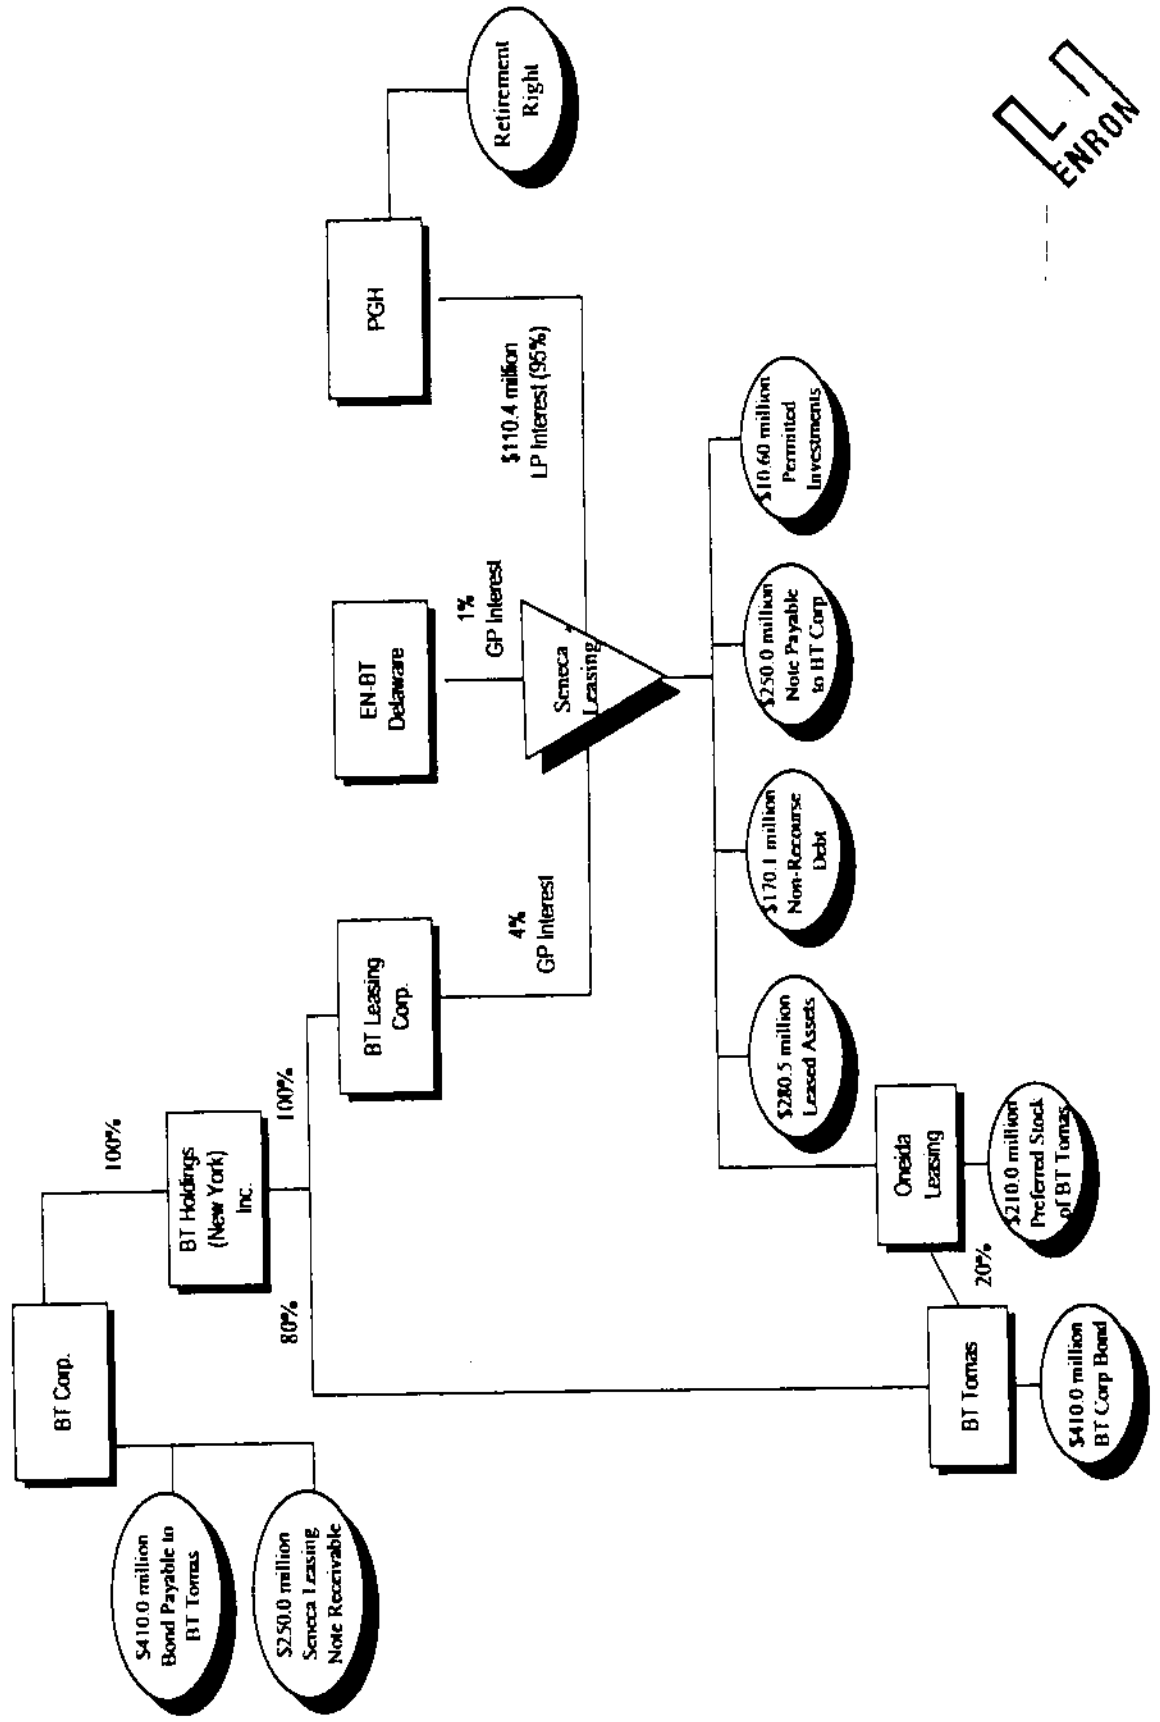 BT Corp.
$410.0 million
Bond Payable to
BT Tomas
$250.0 million
Seneca Leasing
Note Receivable
100%
BT Holdings
(New York)
Inc.
80%
100%
BT Leasing
Corp.
4%
GP Interest
EN-BT
Delaware
1%
GP Interest
PGH
$110.4 million
LP Interest (95%)
Retirement
Right
Seneca
Leasing
$280.5 million
Leased Assets
$170.1 million
Non-Recourse
Debt
$250.0 million
Note Payable
to BT Corp
$10.60 million
Permitted
Investments
BT Tomas
20%
Oneida
Leasing
$410.0 million
BT Corp Bond
$210.0 million
Preferred Stock
of BT Tomas
ENRON